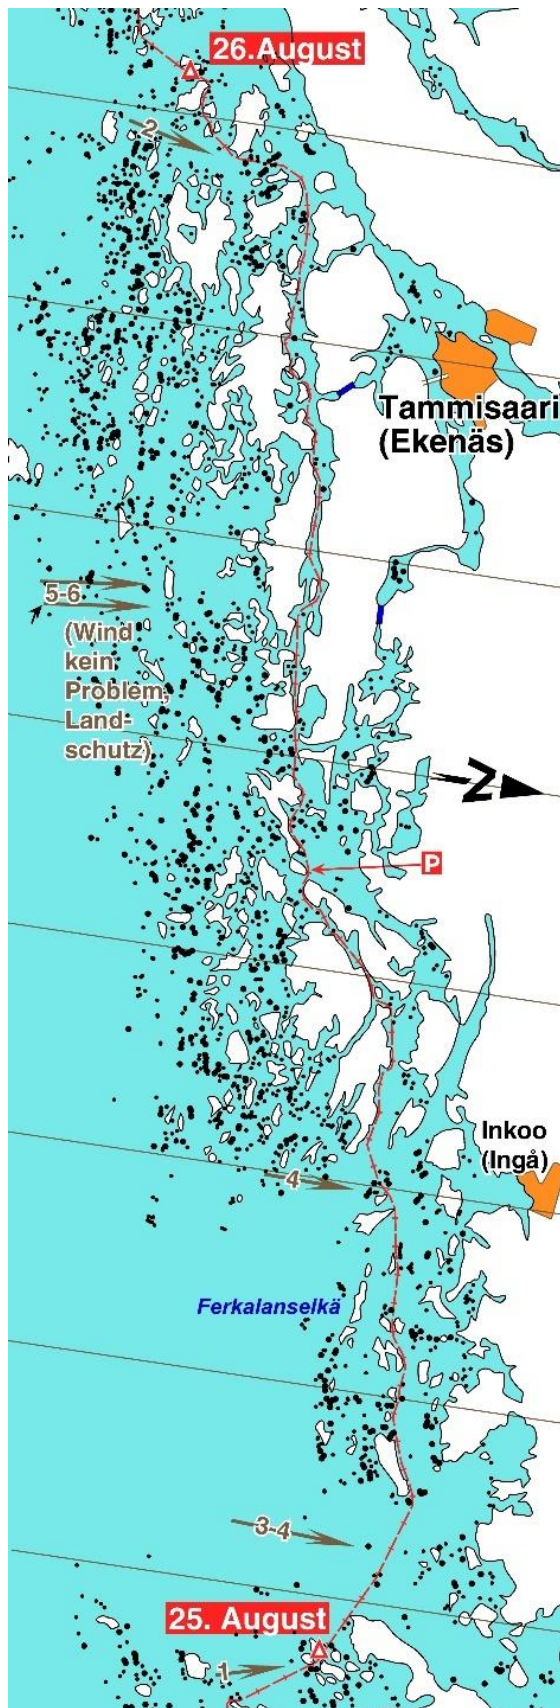 26.August
2
Tammisaari
(Ekenäs)
5-6
(Wind
kein
Problem,
Land-
schutz)
N
P
Inkoo
(Ingå)
4
Ferkalanselkä
3-4
25. August
1